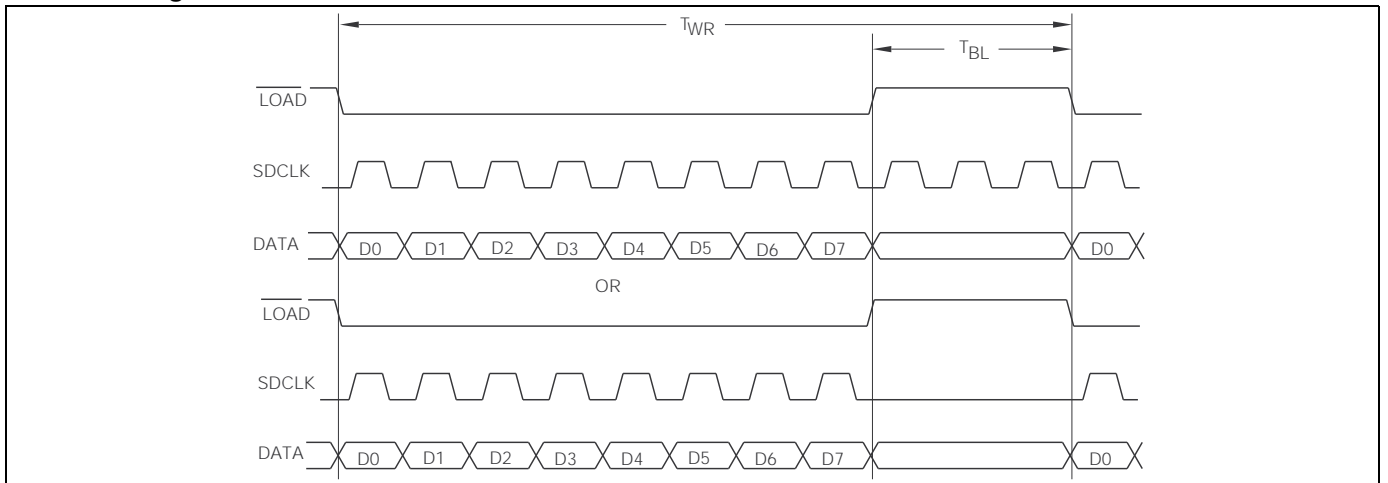 TWR
TBL
LOAD
SDCLK
DATA D0 D1 D2 D3 D4 D5 D6 D7 D0
OR
LOAD
SDCLK
DATA D0 D1 D2 D3 D4 D5 D6 D7 D0